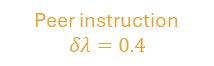 Peer instruction
δλ = 0.4